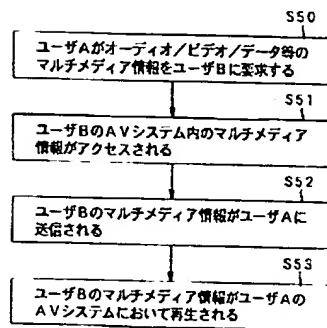 S50
ユーザAがオーディオ／ビデオ／データ等の
マルチメディア情報をユーザBに要求する
S51
ユーザBのAVシステム内のマルチメディア
情報がアクセスされる
S52
ユーザBのマルチメディア情報がユーザAに
送信される
S53
ユーザBのマルチメディア情報がユーザAの
AVシステムにおいて再生される